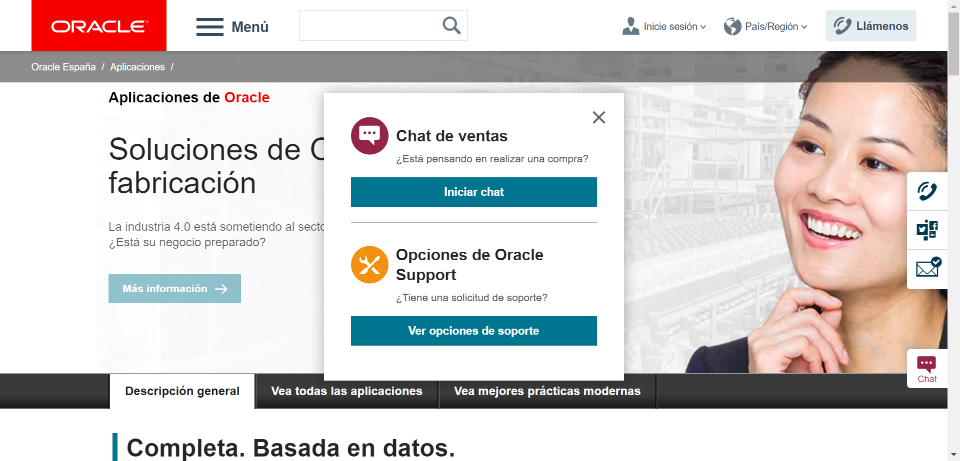 ORACLE
Menú
Inicie sesión
País/Región
Llámenos
Oracle España / Aplicaciones /
Aplicaciones de Oracle
Soluciones de
fabricación
La industria 4.0 está sometiendo al
¿Está su negocio preparado?
Más información
Chat de ventas
¿Está pensando en realizar una compra?
Iniciar chat
Opciones de Oracle
Support
¿Tiene una solicitud de soporte?
Ver opciones de soporte
Chat
Descripción general
Vea todas las aplicaciones
Vea mejores prácticas modernas
Completa. Basada en datos.